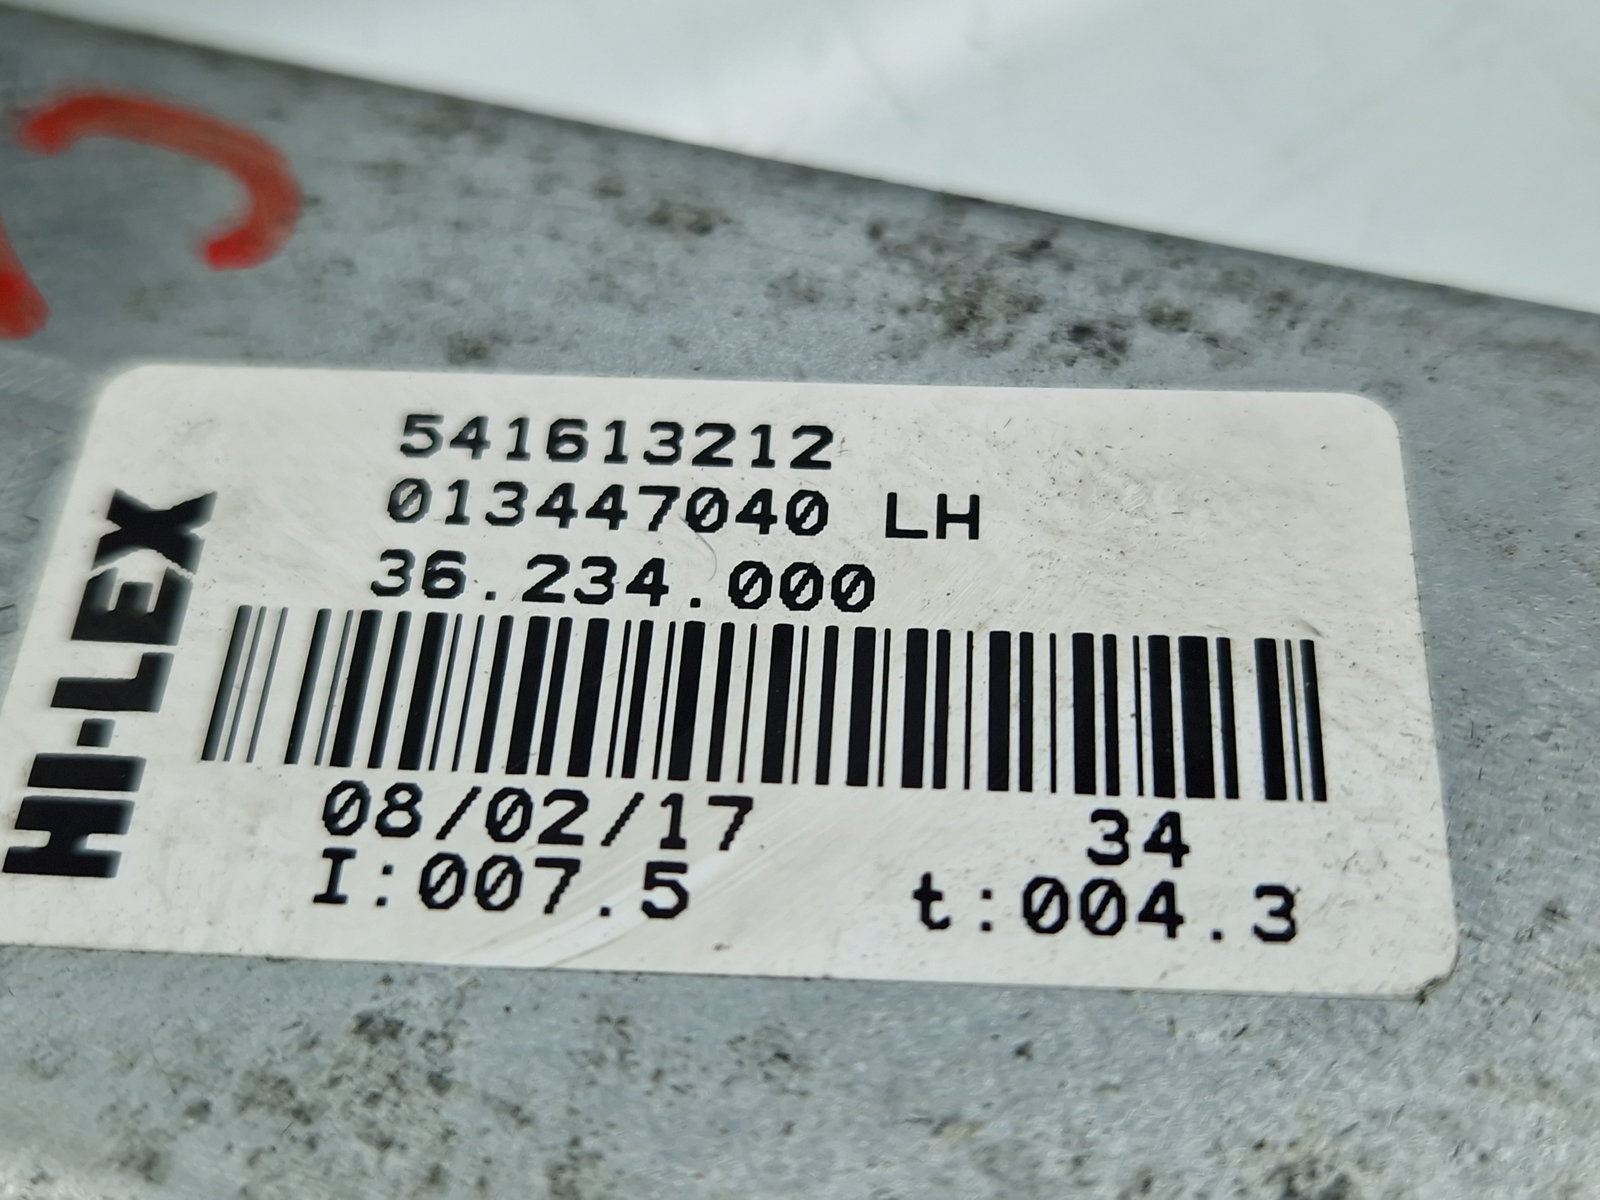 HI-LEX
541613212
013447040 LH
36.234.000
08/02/17 34
I:007.5 t:004.3